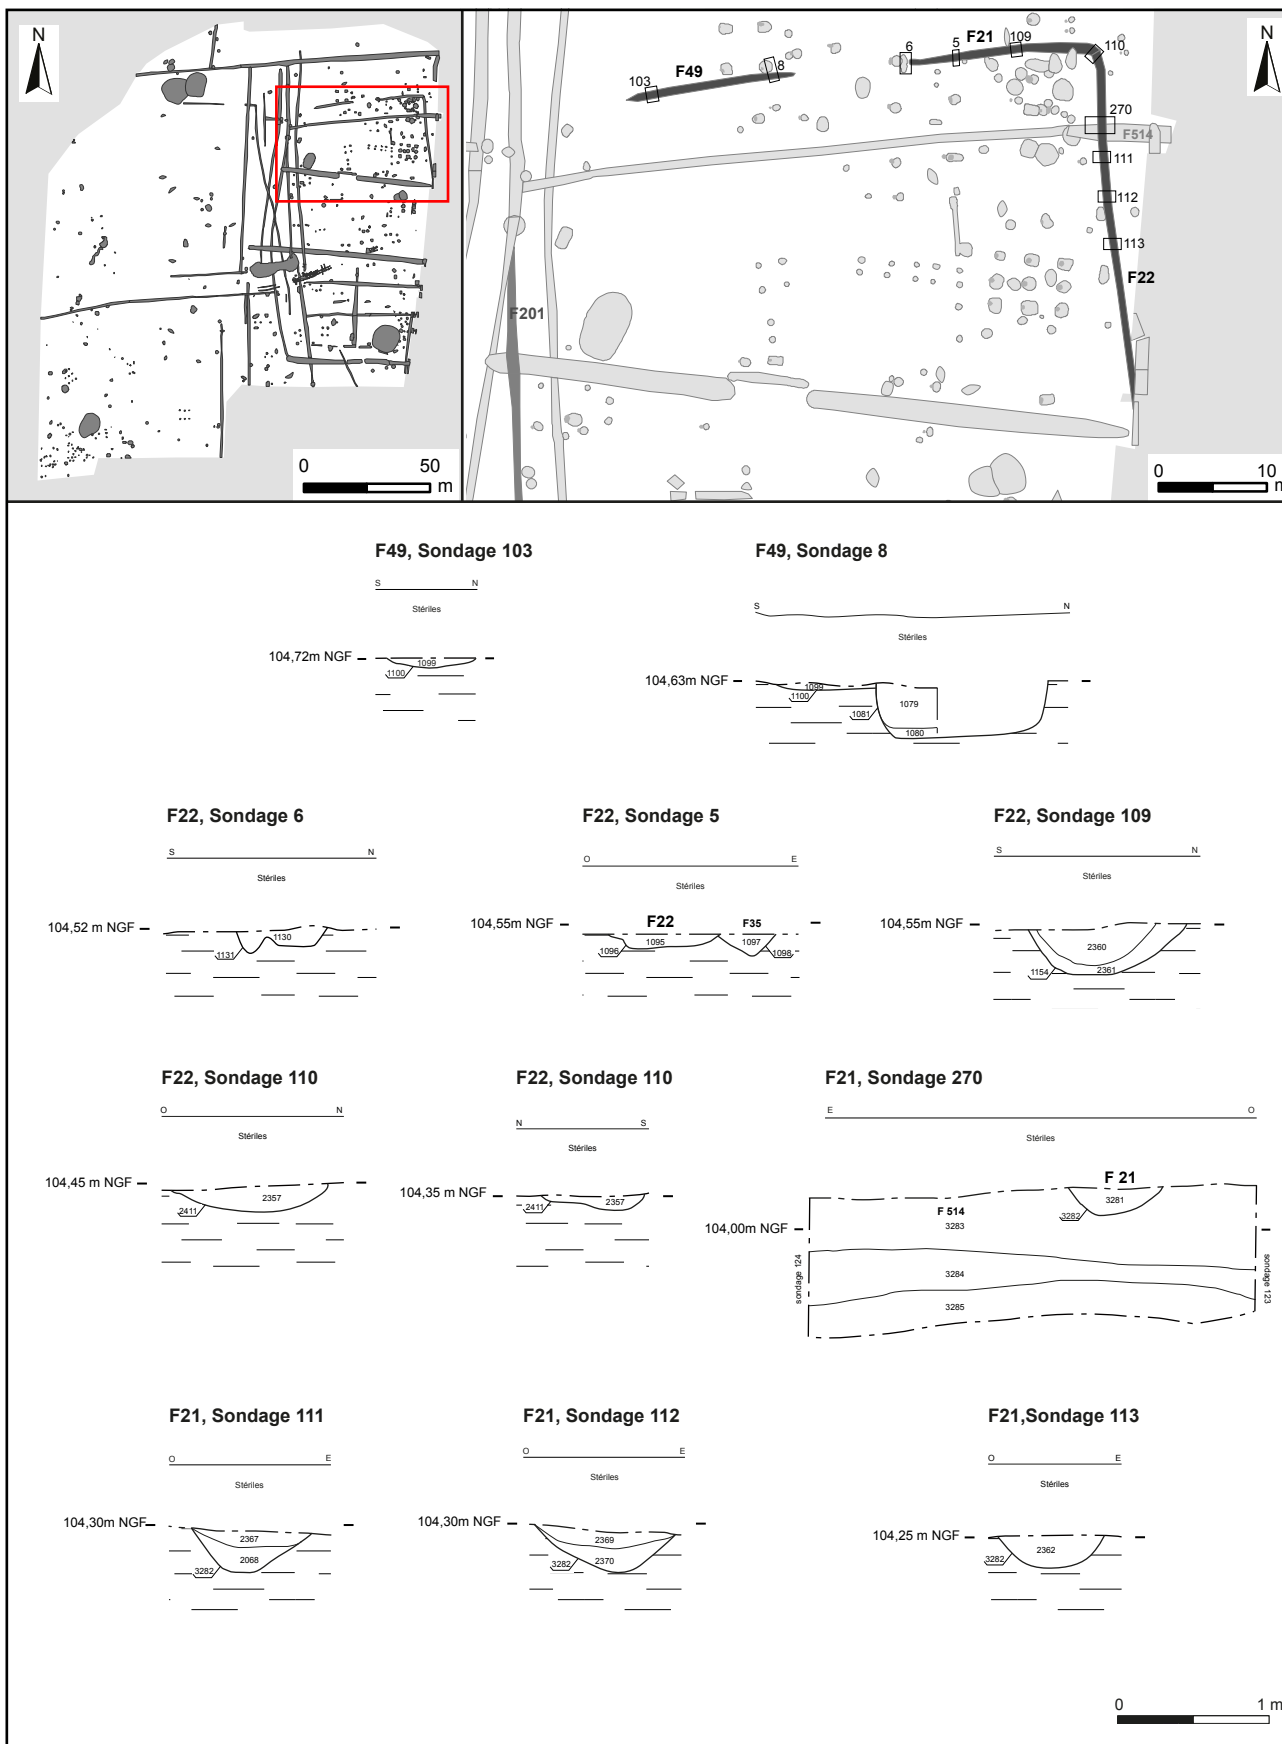 N
0 50
m
N
F21
109
5
6
110
8
F49
103
270
F514
111
112
113
F22
F201
0 10
m
F49, Sondage 103
S N
Stériles
104,72m NGF
1099
1100
F49, Sondage 8
S N
Stériles
104,63m NGF
1099
1100
1079
1081
1080
F22, Sondage 6
S N
Stériles
104,52 m NGF
1130
1131
F22, Sondage 5
O E
Stériles
104,55m NGF
F22 F35
1095 1097
1096 1098
F22, Sondage 109
S N
Stériles
104,55m NGF
2360
1154 2361
F22, Sondage 110
O N
Stériles
104,45 m NGF
2357
2411
F22, Sondage 110
N S
Stériles
104,35 m NGF
2411 2357
F21, Sondage 270
E O
Stériles
F 21
3281
F 514 3282
104,00m NGF
3283
sondage 124
3284
sondage 123
3285
F21, Sondage 111
O E
Stériles
104,30m NGF
2367
2068
3282
F21, Sondage 112
O E
Stériles
104,30m NGF
2369
3282 2370
F21,Sondage 113
O E
Stériles
104,25 m NGF
2362
3282
0 1 m